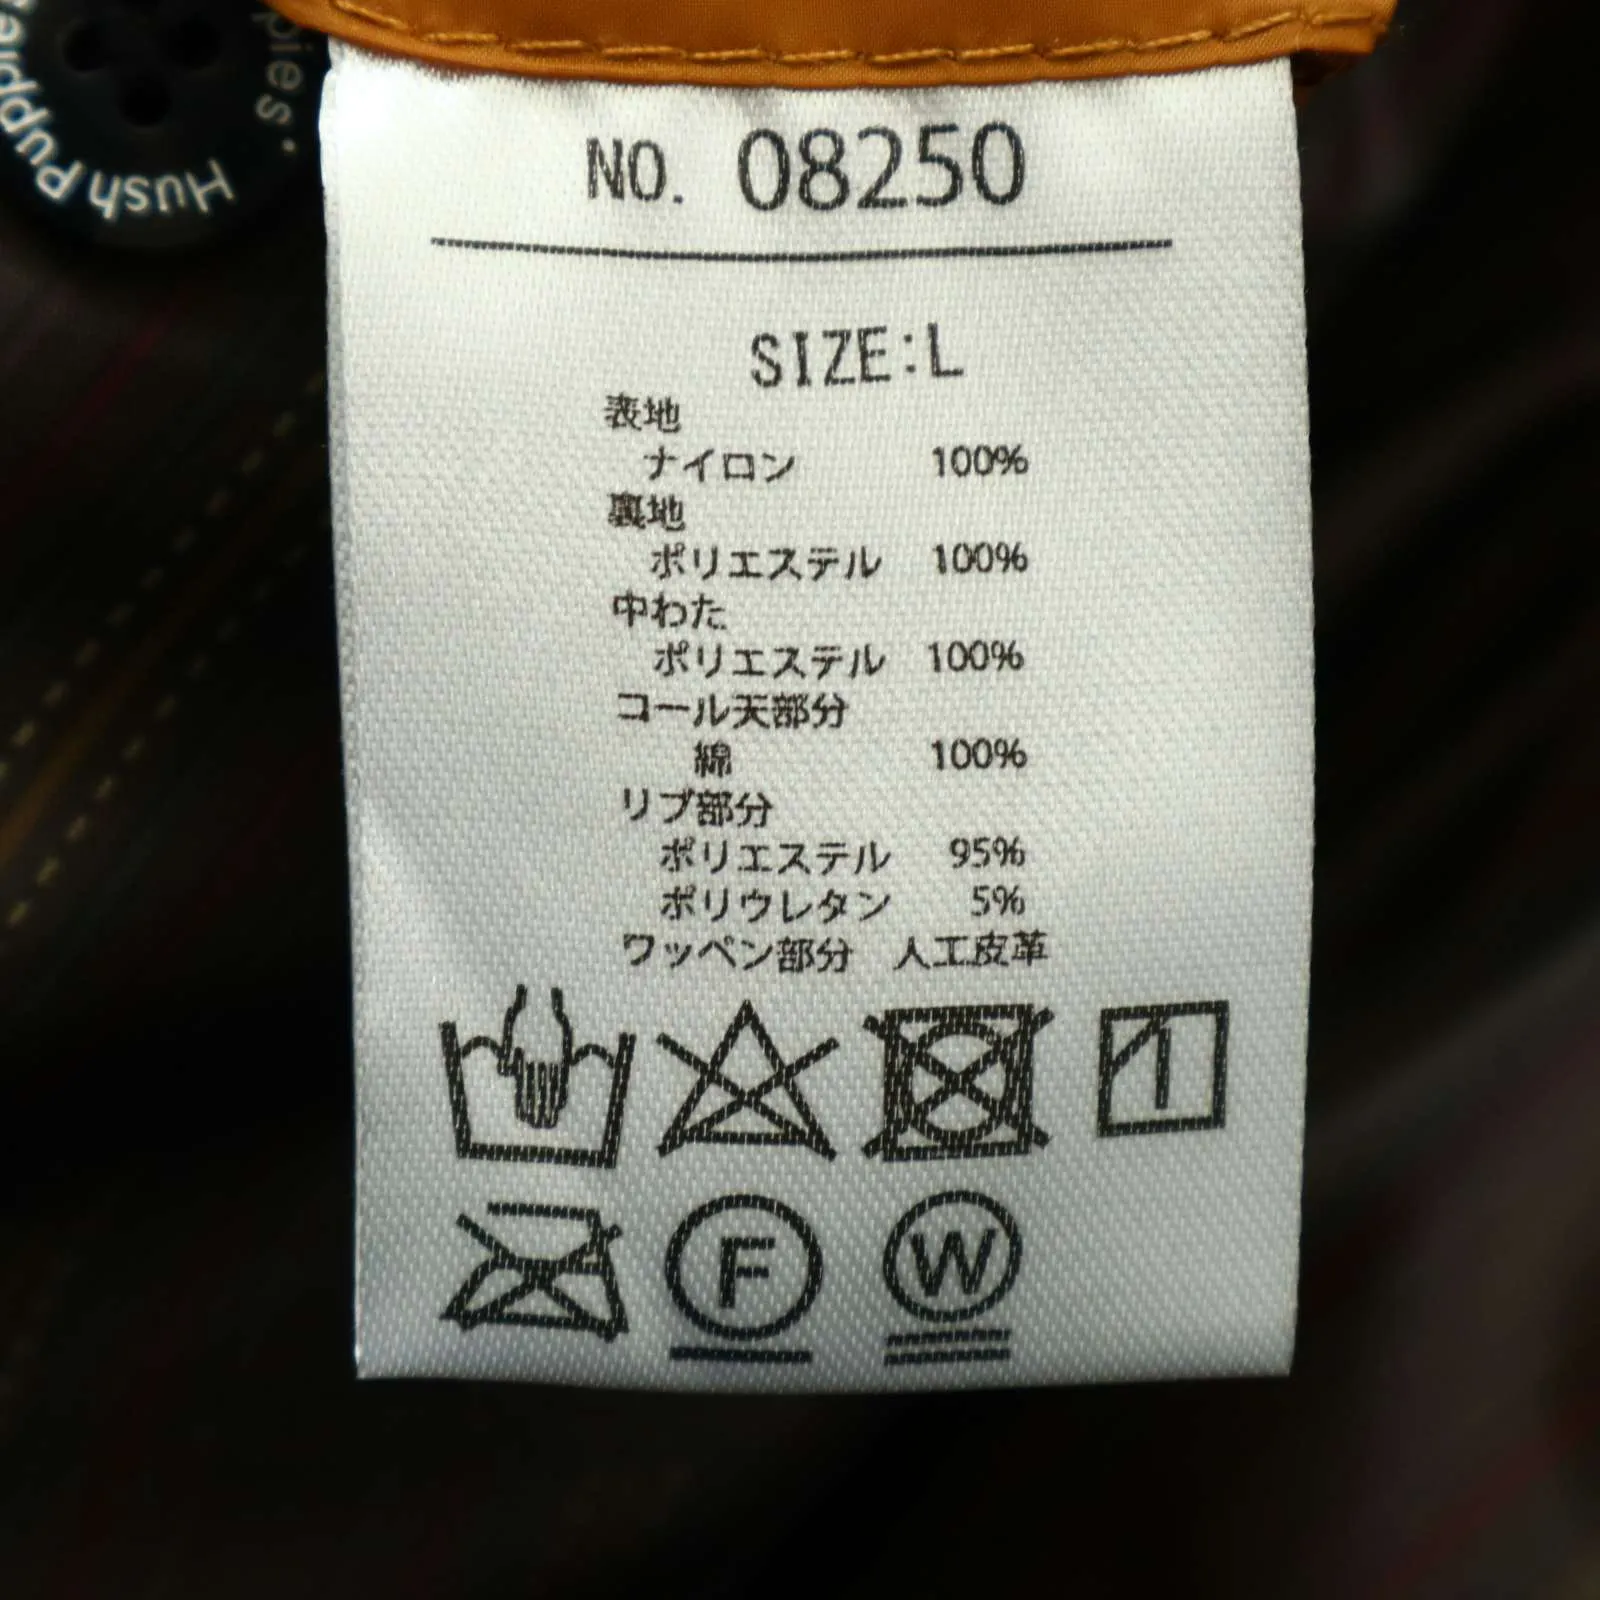 Hush Puppies
pies'
NO. 08250
SIZE:L
表地
ナイロン 100%
裏地
ポリエステル 100%
中わた
ポリエステル 100%
コール天部分
綿 100%
リブ部分
ポリエステル 95%
ポリウレタン 5%
ワッペン部分 人工皮革
1
F
W